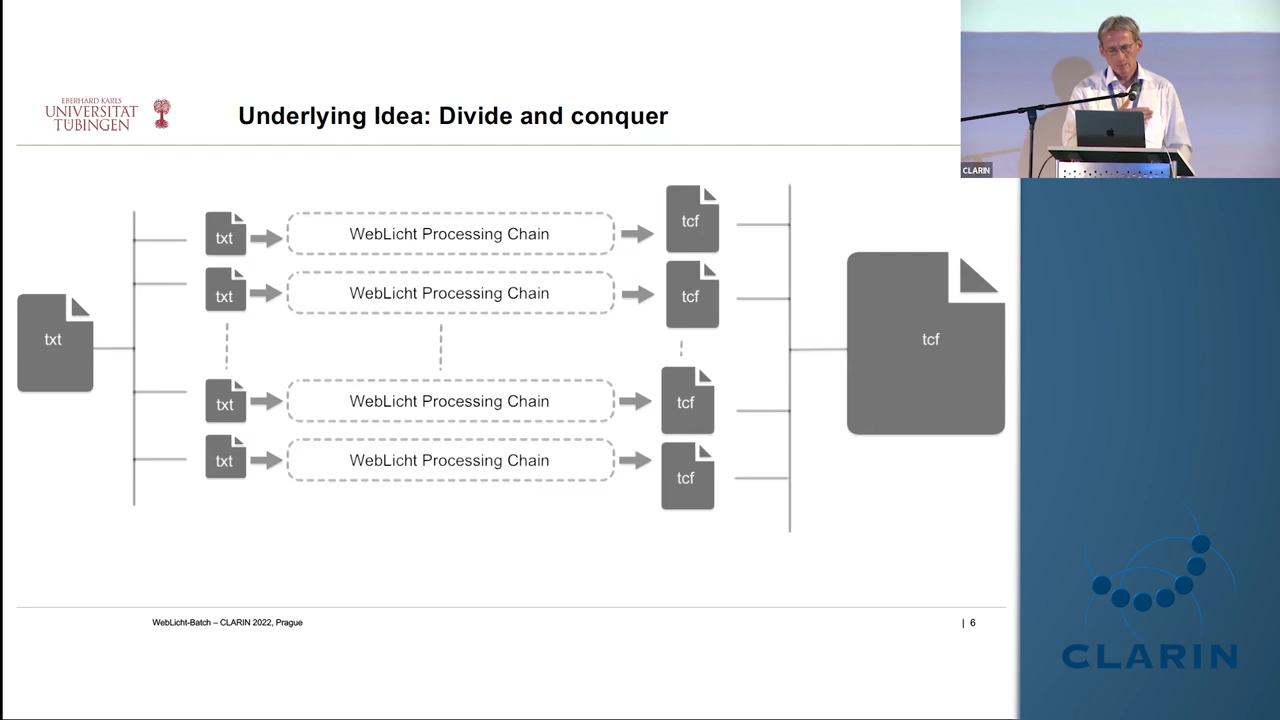 EBERHARD KARLS
UNIVERSITÄT
TÜBINGEN
Underlying Idea: Divide and conquer
CLARIN
txt
txt
WebLicht Processing Chain
tcf
txt
WebLicht Processing Chain
tcf
tcf
txt
WebLicht Processing Chain
tcf
txt
WebLicht Processing Chain
tcf
WebLicht-Batch – CLARIN 2022, Prague
| 6
CLARIN